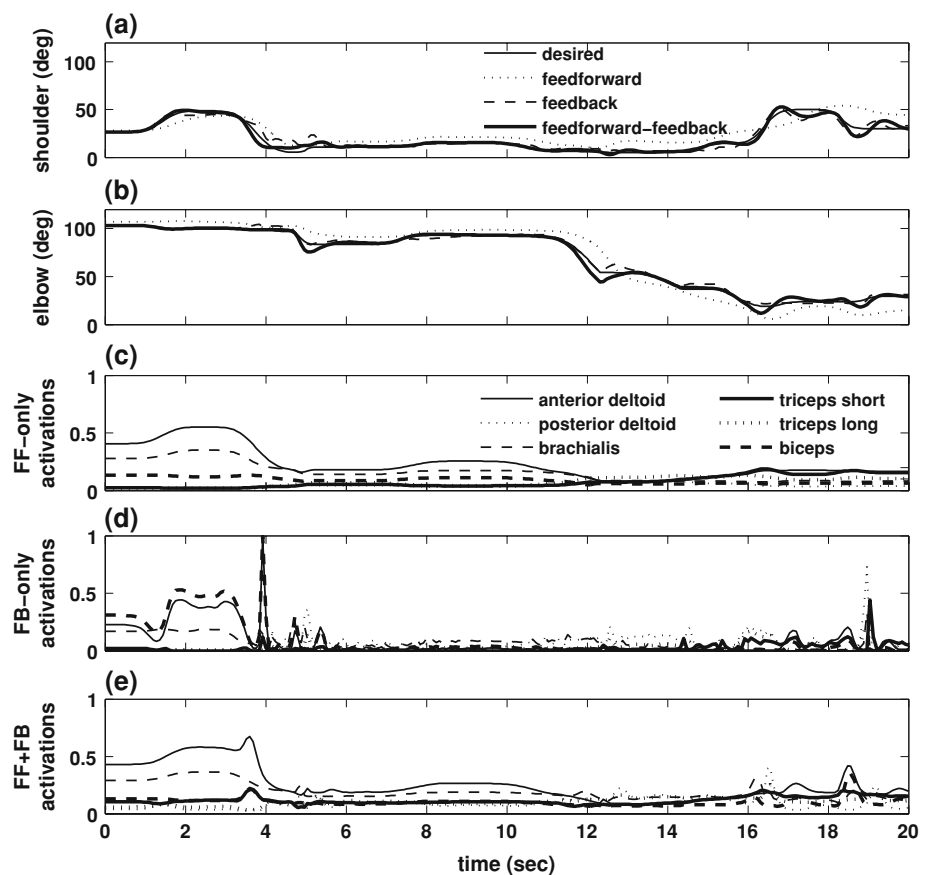 (a)
shoulder (deg)
100
50
0
desired
feedforward
feedback
feedforward-feedback
(b)
elbow (deg)
100
50
0
(c)
FF-only
activations
1
0.5
0
anterior deltoid
posterior deltoid
brachialis
triceps short
triceps long
biceps
(d)
FB-only
activations
1
0.5
0
(e)
FF+FB
activations
1
0.5
0
0 2 4 6 8 10 12 14 16 18 20
time (sec)